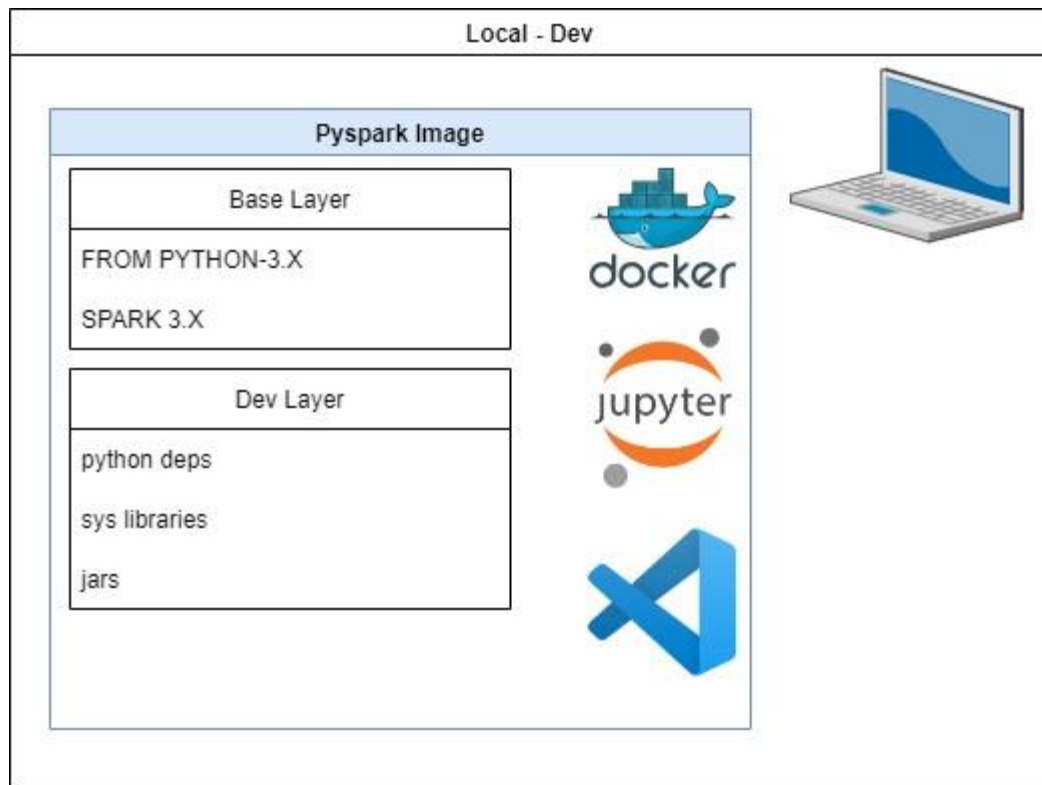 Local - Dev
Pyspark Image
Base Layer
FROM PYTHON-3.X
SPARK 3.X
Dev Layer
python deps
sys libraries
jars
docker
jupyter